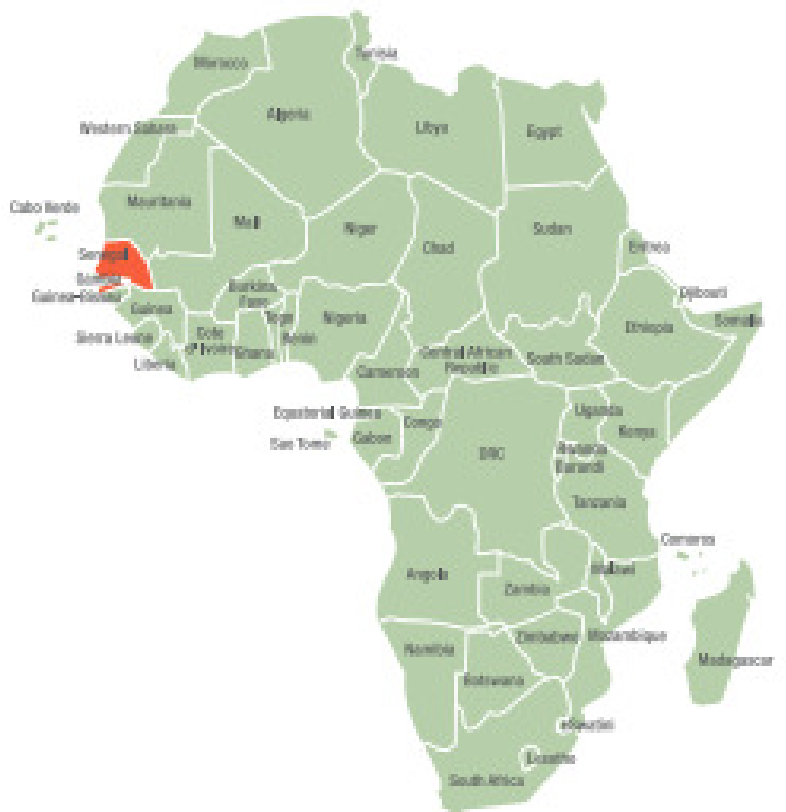 Tunisia
Morocco
Algeria
Libya
Egypt
Western Sahara
Mauritania
Cabo Verde
Mali
Niger
Chad
Sudan
Eritrea
Senegal
Guinea-Bissau
Guinea
Burkina
Faso
Djibouti
Somalia
Ethiopia
Nigeria
Togo
Benin
Sierra Leone
Cote
d'Ivoire
Ghana
Liberia
Central African
Republic
South Sudan
Cameroon
Equatorial Guinea
Sao Tome
Gabon
Congo
Uganda
Kenya
DRC
Rwanda
Burundi
Tanzania
Comoros
Angola
Zambia
Malawi
Namibia
Zimbabwe
Mozambique
Botswana
Madagascar
eSwatini
Lesotho
South Africa